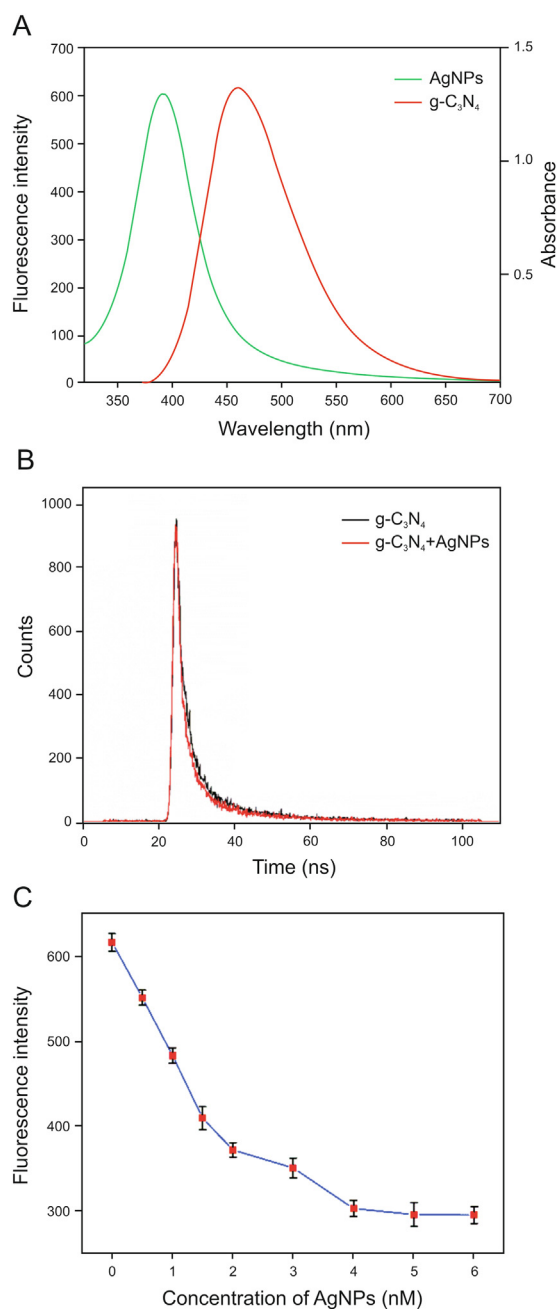 A
700
600
500
400
300
200
100
0
Fluorescence intensity
1.5
1.0
0.5
Absorbance
AgNPs
g-C₃N₄
350 400 450 500 550 600 650 700
Wavelength (nm)
B
1000
800
600
400
200
0
Counts
g-C₃N₄
g-C₃N₄+AgNPs
0 20 40 60 80 100
Time (ns)
C
600
500
400
300
Fluorescence intensity
0 1 2 3 4 5 6
Concentration of AgNPs (nM)